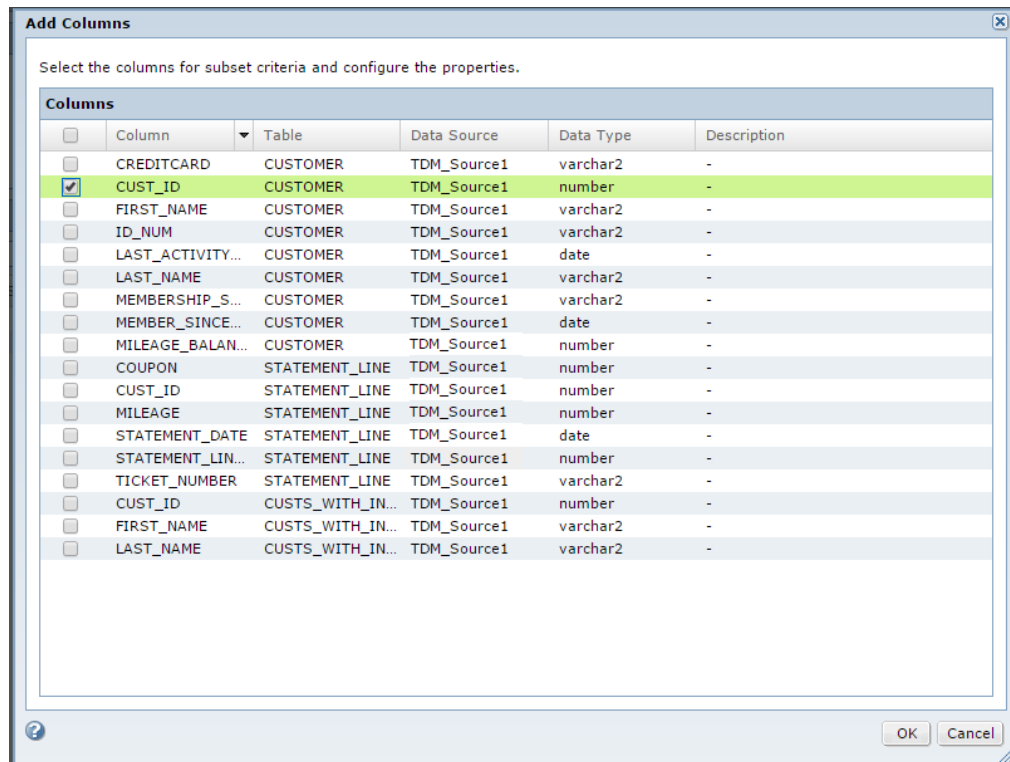 Add Columns
Select the columns for subset criteria and configure the properties.
Columns
Column Table Data Source Data Type Description
CREDITCARD CUSTOMER TDM_Source1 varchar2 -
CUST_ID CUSTOMER TDM_Source1 number -
FIRST_NAME CUSTOMER TDM_Source1 varchar2 -
ID_NUM CUSTOMER TDM_Source1 varchar2 -
LAST_ACTIVITY... CUSTOMER TDM_Source1 date -
LAST_NAME CUSTOMER TDM_Source1 varchar2 -
MEMBERSHIP_S... CUSTOMER TDM_Source1 varchar2 -
MEMBER_SINCE... CUSTOMER TDM_Source1 date -
MILEAGE_BALAN... CUSTOMER TDM_Source1 number -
COUPON STATEMENT_LINE TDM_Source1 number -
CUST_ID STATEMENT_LINE TDM_Source1 number -
MILEAGE STATEMENT_LINE TDM_Source1 number -
STATEMENT_DATE STATEMENT_LINE TDM_Source1 date -
STATEMENT_LIN... STATEMENT_LINE TDM_Source1 number -
TICKET_NUMBER STATEMENT_LINE TDM_Source1 varchar2 -
CUST_ID CUSTS_WITH_IN... TDM_Source1 number -
FIRST_NAME CUSTS_WITH_IN... TDM_Source1 varchar2 -
LAST_NAME CUSTS_WITH_IN... TDM_Source1 varchar2 -
? OK Cancel